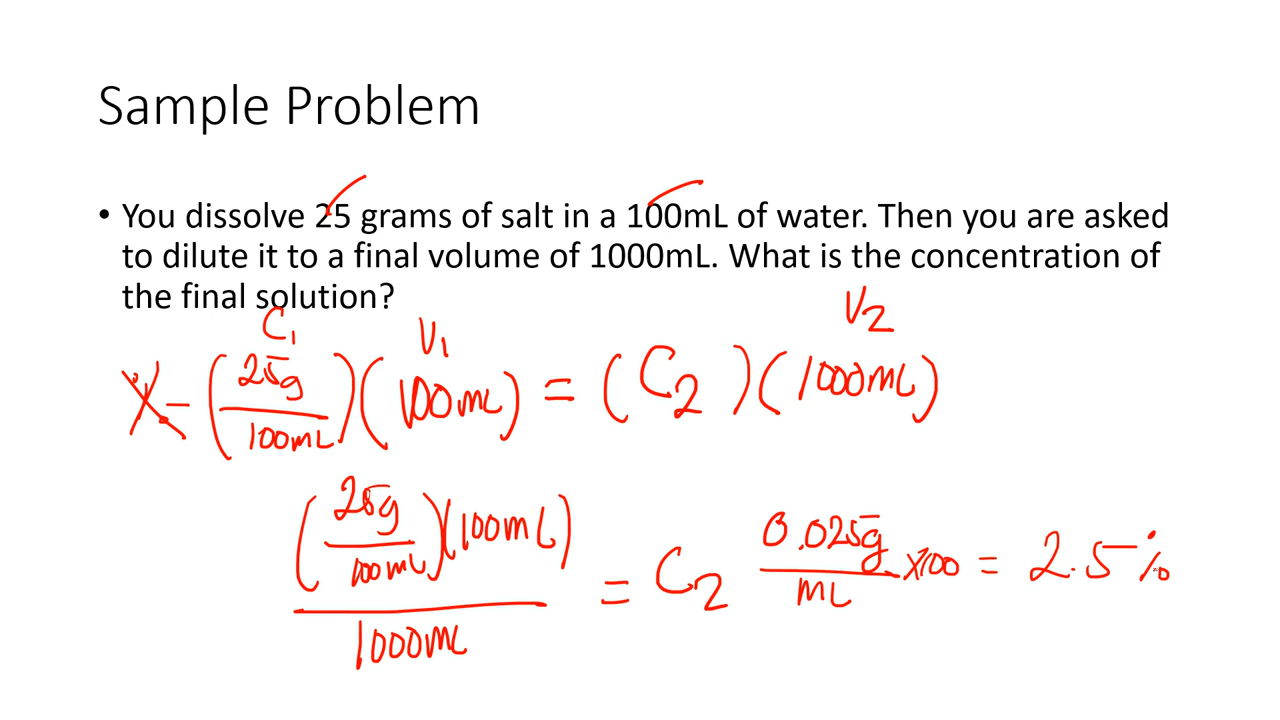 Sample Problem
• You dissolve 25 grams of salt in a 100mL of water. Then you are asked
to dilute it to a final volume of 1000mL. What is the concentration of
the final solution?
C1 V1 V2
X - (25g/100mL)(100mL) = (C2)(1000mL)
(25g/100mL)(100mL)/1000mL = C2 0.025g/mL x100 = 2.5%